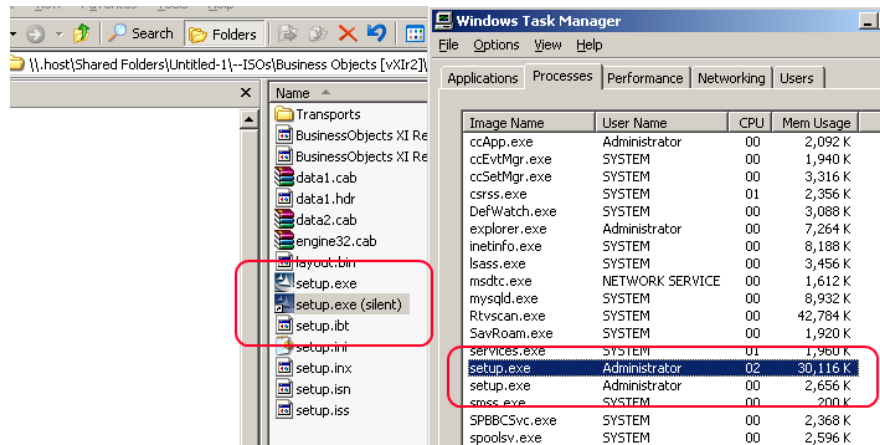 View Favorites Tools Help
Search
Folders
\\.host\Shared Folders\Untitled-1\--ISOs\Business Objects [vXIr2]\
Name
Transports
BusinessObjects XI Re
BusinessObjects XI Re
data1.cab
data1.hdr
data2.cab
engine32.cab
layout.bin
setup.exe
setup.exe (silent)
setup.ibt
setup.ini
setup.inx
setup.isn
setup.iss
Windows Task Manager
File Options View Help
Applications Processes Performance Networking Users
Image Name User Name CPU Mem Usage
ccApp.exe Administrator 00 2,092 K
ccEvtMgr.exe SYSTEM 00 1,940 K
ccSetMgr.exe SYSTEM 00 3,316 K
csrss.exe SYSTEM 01 2,356 K
DefWatch.exe SYSTEM 00 3,088 K
explorer.exe Administrator 00 7,264 K
inetinfo.exe SYSTEM 00 8,188 K
lsass.exe SYSTEM 00 3,456 K
msdtc.exe NETWORK SERVICE 00 1,612 K
mysqld.exe SYSTEM 00 8,932 K
Rtvscan.exe SYSTEM 00 42,784 K
SavRoam.exe SYSTEM 00 1,920 K
services.exe SYSTEM 01 1,960 K
setup.exe Administrator 02 30,116 K
setup.exe Administrator 00 2,656 K
smss.exe SYSTEM 00 200 K
SPBBCSvc.exe SYSTEM 00 2,368 K
spoolsv.exe SYSTEM 00 2,596 K